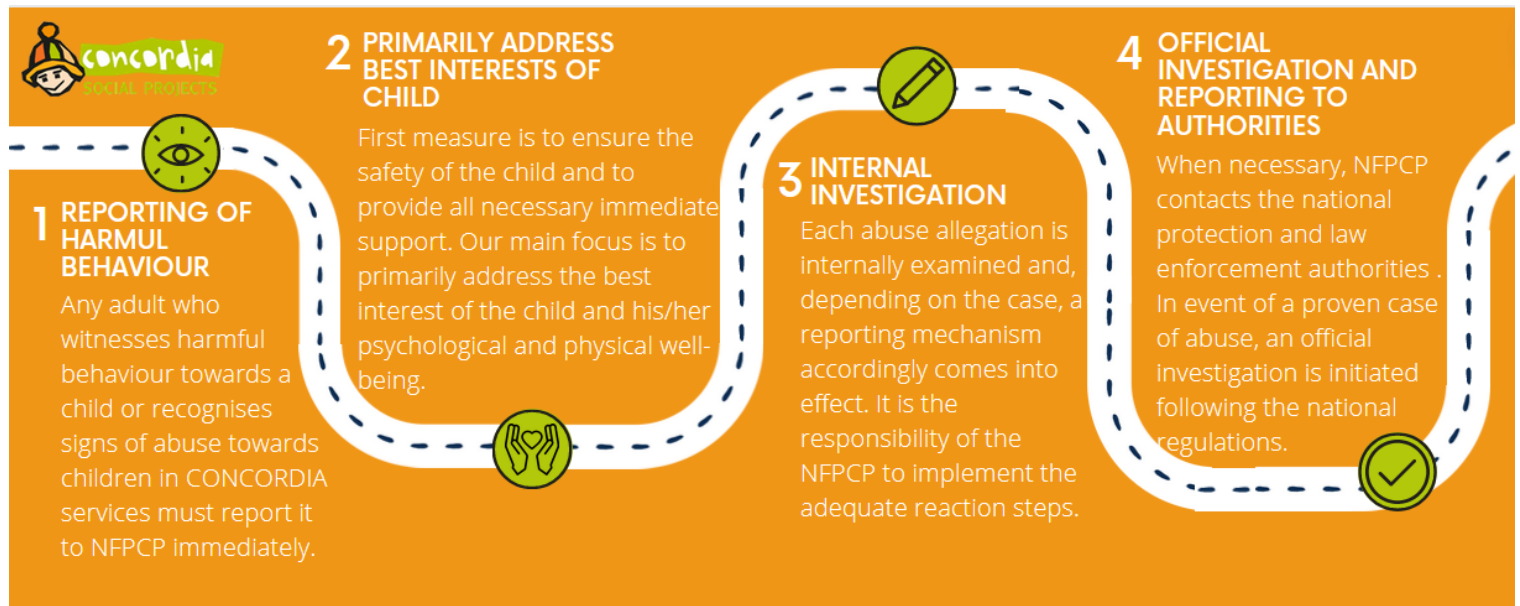 concordia
SOCIAL PROJECTS
1 REPORTING OF
HARMUL
BEHAVIOUR
Any adult who
witnesses harmful
behaviour towards a
child or recognises
signs of abuse towards
children in CONCORDIA
services must report it
to NFPCP immediately.
2 PRIMARILY ADDRESS
BEST INTERESTS OF
CHILD
First measure is to ensure the
safety of the child and to
provide all necessary immediate
support. Our main focus is to
primarily address the best
interest of the child and his/her
psychological and physical well-
being.
3 INTERNAL
INVESTIGATION
Each abuse allegation is
internally examined and,
depending on the case, a
reporting mechanism
accordingly comes into
effect. It is the
responsibility of the
NFPCP to implement the
adequate reaction steps.
4 OFFICIAL
INVESTIGATION AND
REPORTING TO
AUTHORITIES
When necessary, NFPCP
contacts the national
protection and law
enforcement authorities .
In event of a proven case
of abuse, an official
investigation is initiated
following the national
regulations.